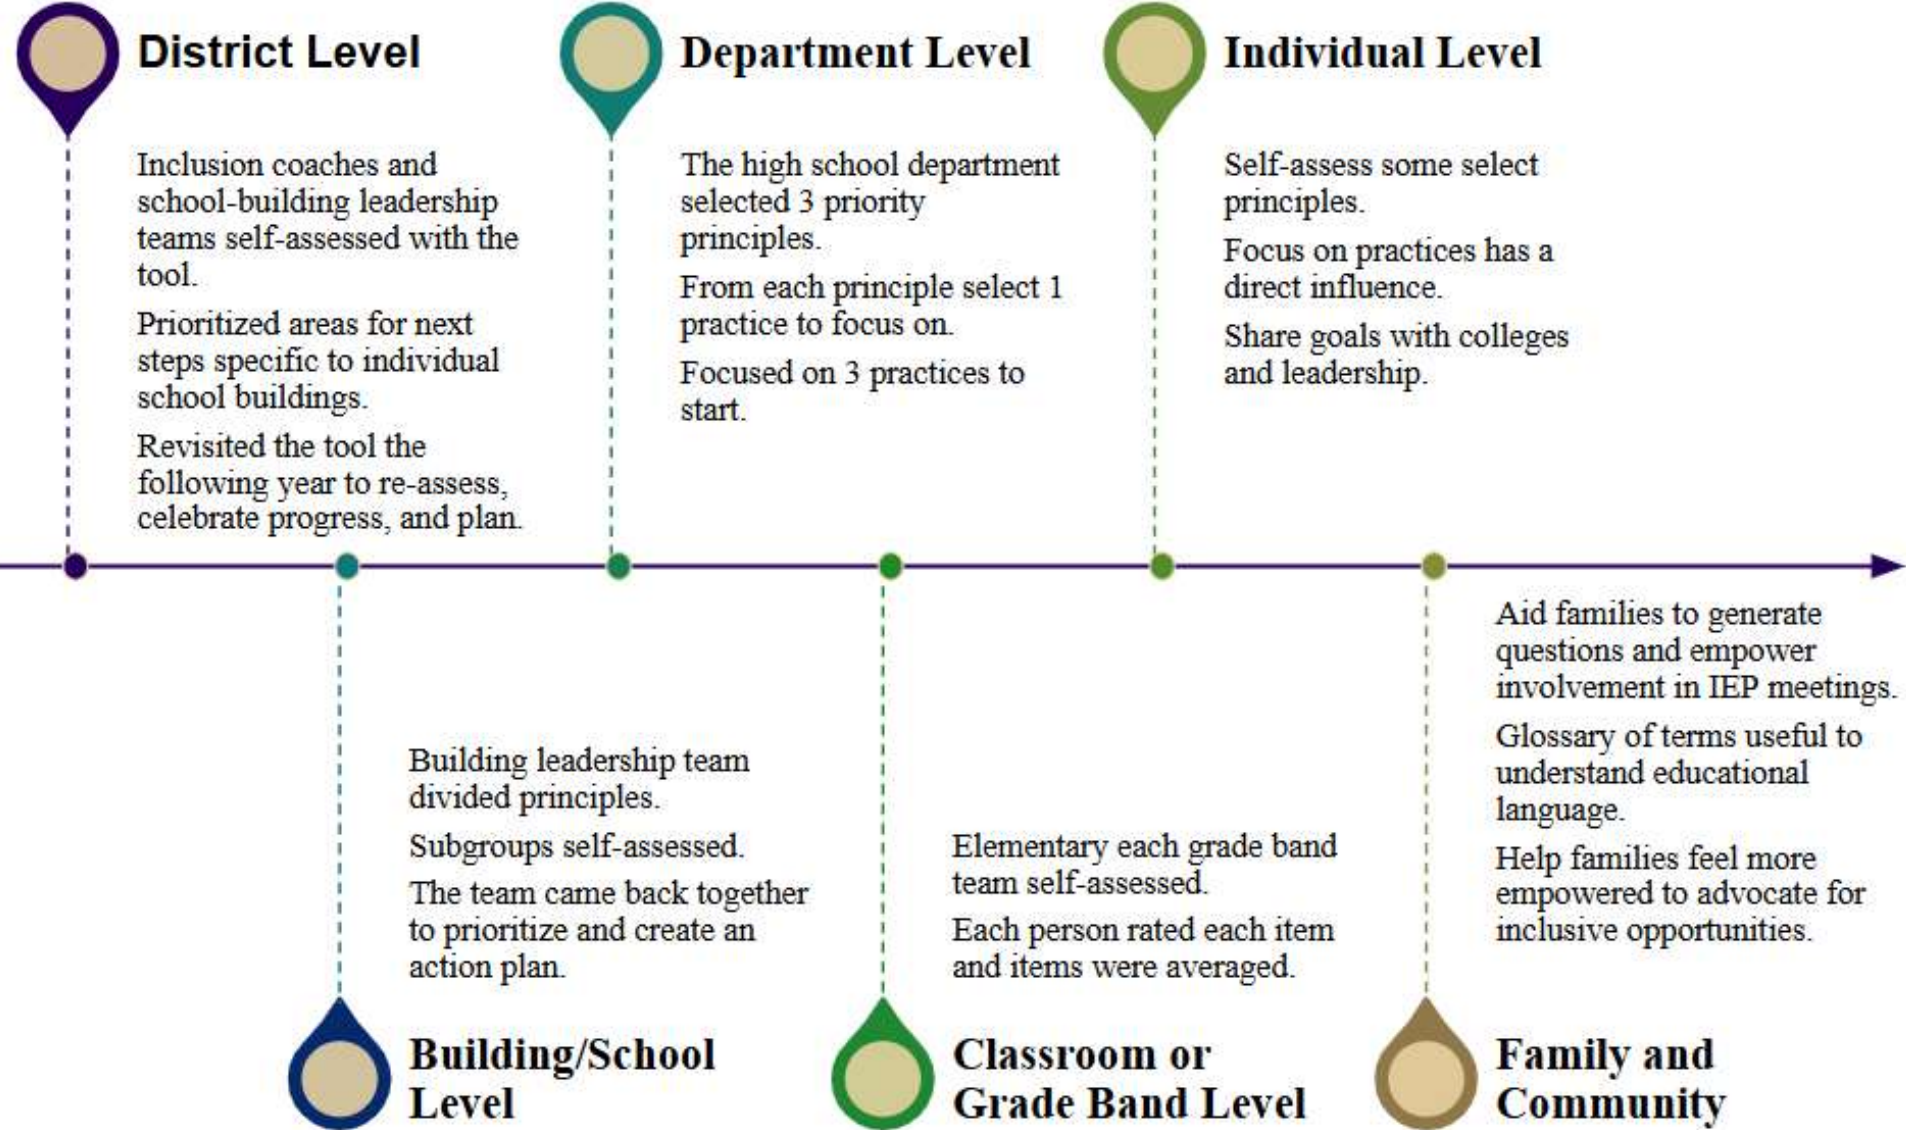 District Level
Inclusion coaches and
school-building leadership
teams self-assessed with the
tool.
Prioritized areas for next
steps specific to individual
school buildings.
Revisited the tool the
following year to re-assess,
celebrate progress, and plan.
Department Level
The high school department
selected 3 priority
principles.
From each principle select 1
practice to focus on.
Focused on 3 practices to
start.
Individual Level
Self-assess some select
principles.
Focus on practices has a
direct influence.
Share goals with colleges
and leadership.
Building leadership team
divided principles.
Subgroups self-assessed.
The team came back together
to prioritize and create an
action plan.
Building/School
Level
Elementary each grade band
team self-assessed.
Each person rated each item
and items were averaged.
Classroom or
Grade Band Level
Aid families to generate
questions and empower
involvement in IEP meetings.
Glossary of terms useful to
understand educational
language.
Help families feel more
empowered to advocate for
inclusive opportunities.
Family and
Community